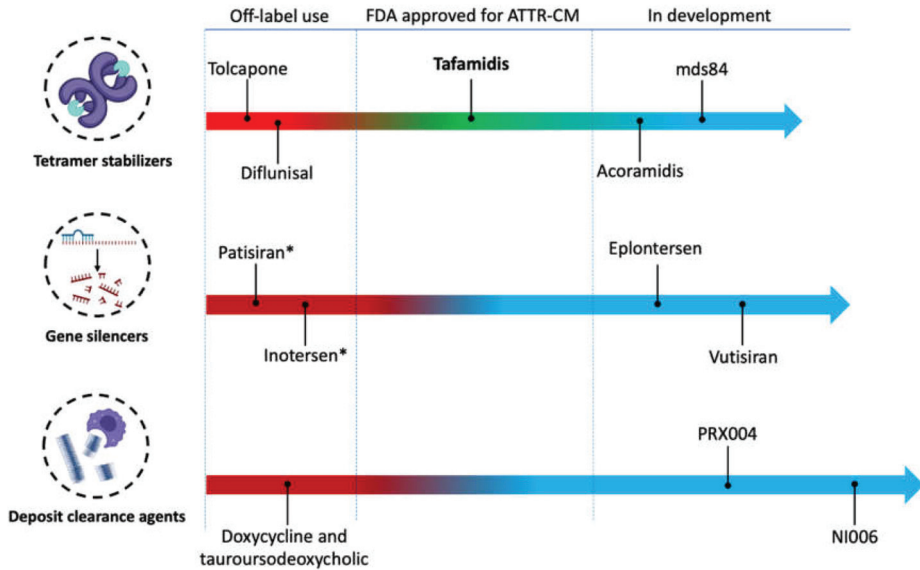 Off-label use
FDA approved for ATTR-CM
In development
Tolcapone
Tafamidis
mds84
Diflunisal
Acoramidis
Tetramer stabilizers
Patisiran*
Eplontersen
Inotersen*
Vutisiran
Gene silencers
PRX004
Doxycycline and
tauroursodeoxycholic
NI006
Deposit clearance agents